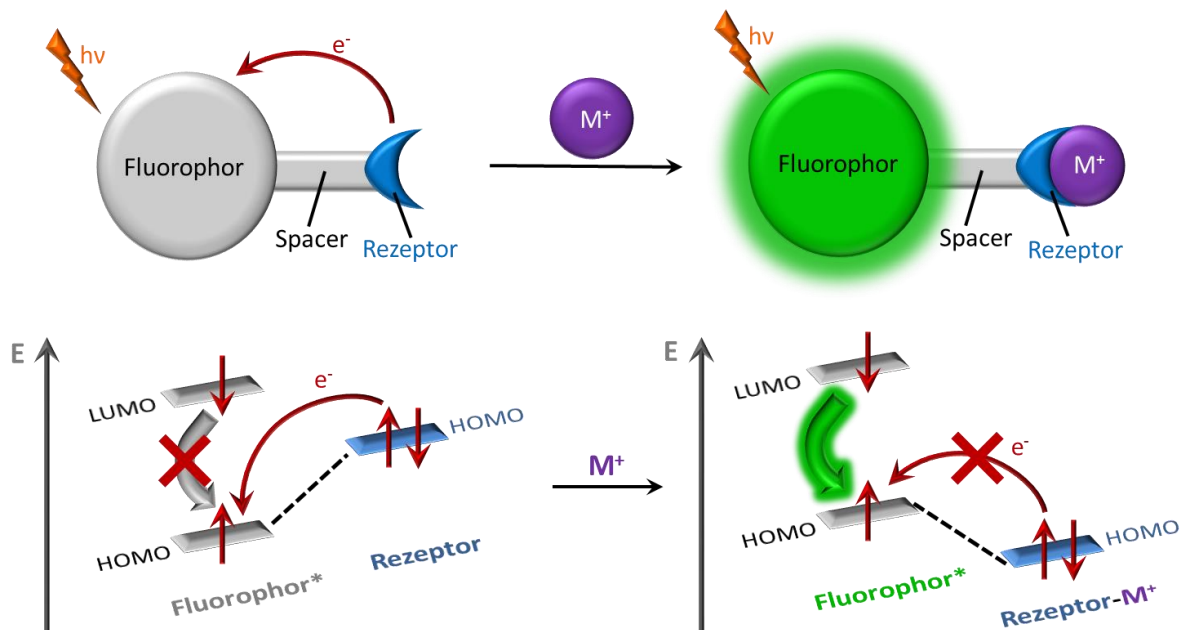 hν
e⁻
Fluorophor
Spacer
Rezeptor
M⁺
hν
Fluorophor
M⁺
Spacer
Rezeptor
E
LUMO
e⁻
HOMO
HOMO
Rezeptor
Fluorophor*
M⁺
E
LUMO
e⁻
HOMO
HOMO
Fluorophor*
Rezeptor-M⁺